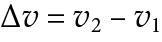 Δv = v₂ − v₁